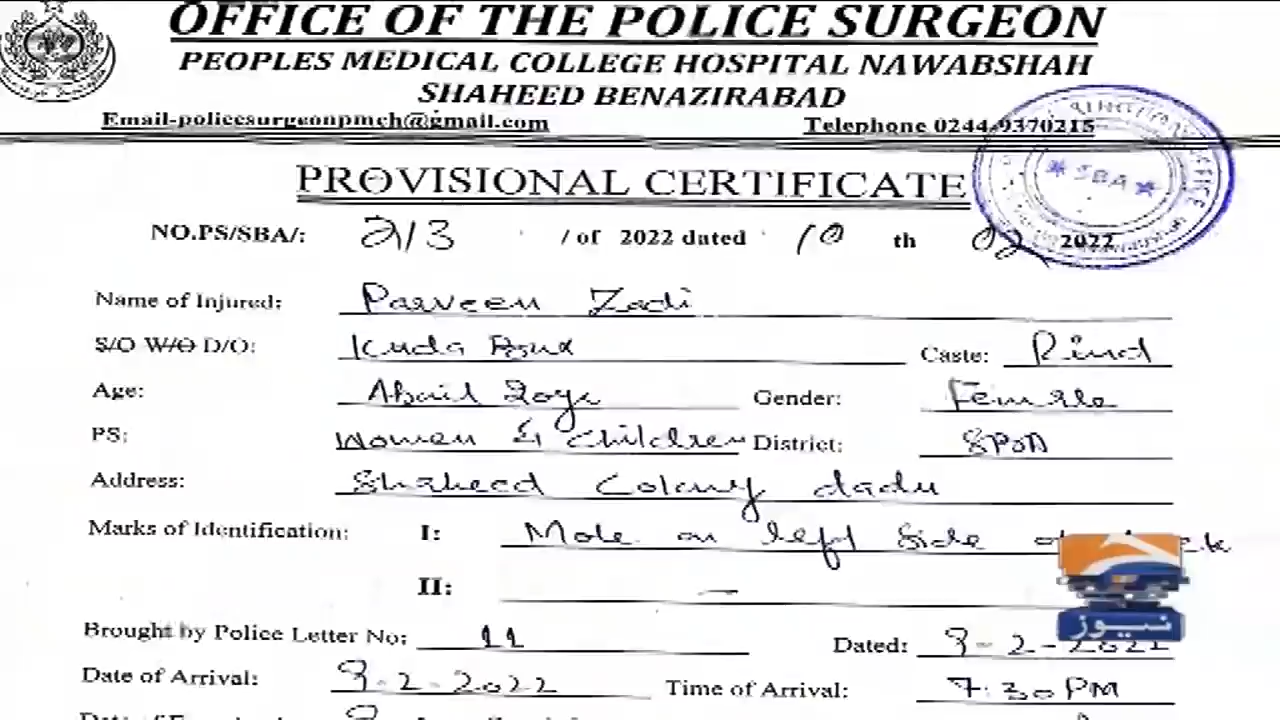 OFFICE OF THE POLICE SURGEON
PEOPLES MEDICAL COLLEGE HOSPITAL NAWABSHAH
SHAHEED BENAZIRABAD
Email-policesurgeonpmch@gmail.com Telephone 0244-9370215
SBA
PROVISIONAL CERTIFICATE
NO.PS/SBA/: 213 / of 2022 dated 10 th 02 2022
Name of Injured: Parveen Zadi
S/O W/O D/O: Kuda Bux Caste: Rind
Age: Gender: Female
PS: Women & Children District:
Address: Shaheed Colony dadu
Marks of Identification: I: Mole on left side
II: —
Brought by Police Letter No: 11 Dated: 9-2-2022
Date of Arrival: 9-2-2022 Time of Arrival: 7:30 PM
نیوز